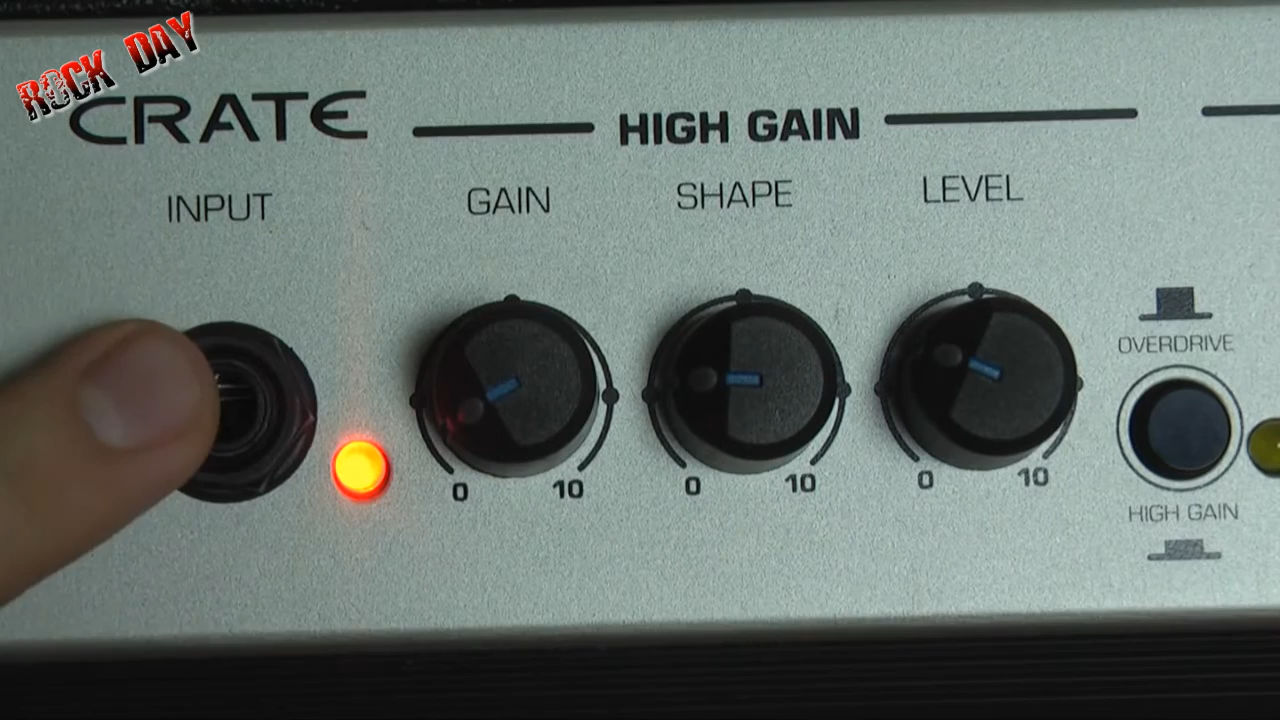 ROCK DAY
CRATE
HIGH GAIN
INPUT
GAIN
SHAPE
LEVEL
OVERDRIVE
0
10
0
10
0
10
HIGH GAIN